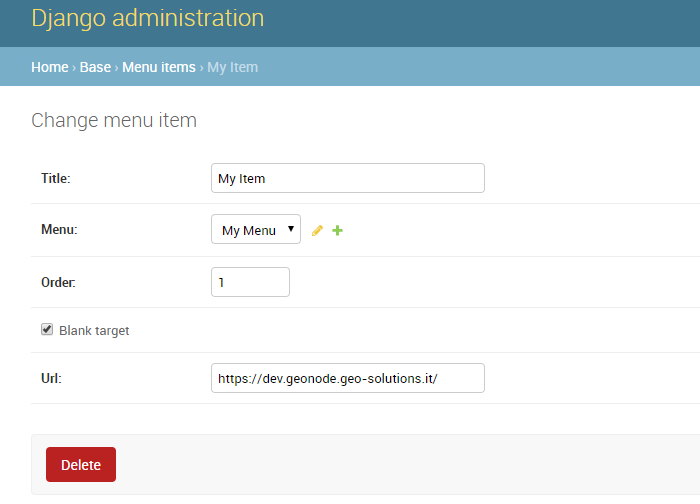 Django administration
Home › Base › Menu items › My Item
Change menu item
Title: My Item
Menu: My Menu
Order: 1
Blank target
Url: https://dev.geonode.geo-solutions.it/
Delete